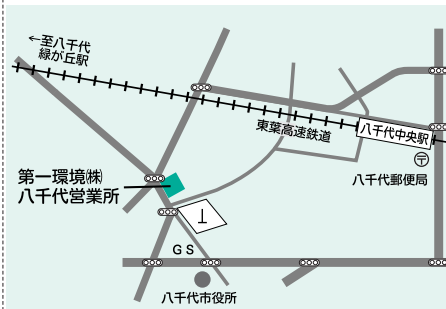 ←至八千代
緑が丘駅
東葉高速鉄道
八千代中央駅
〒
八千代郵便局
第一環境㈱
八千代営業所
GS
八千代市役所